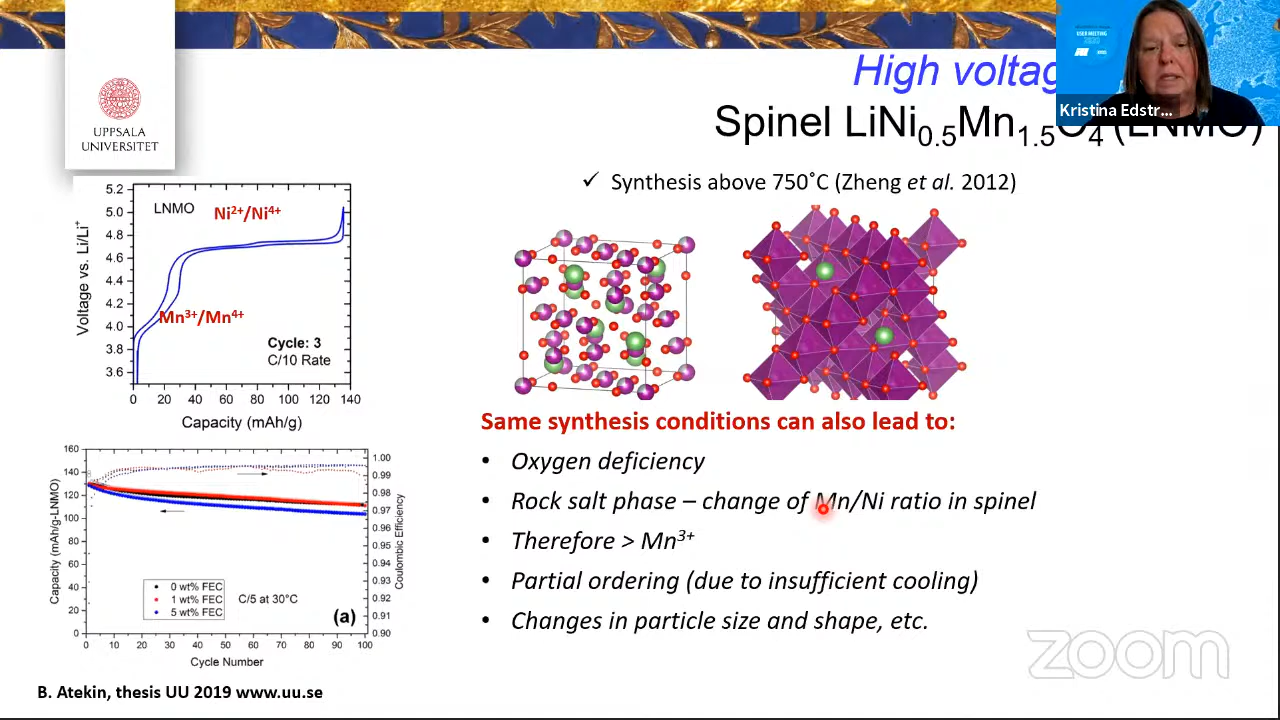 High voltag
Spinel LiNi0.5Mn1.5O4 (LNMO)
USER MEETING
Kristina Edstr...
UPPSALA
UNIVERSITET
✓ Synthesis above 750˚C (Zheng et al. 2012)
5.2
5.0
4.8
4.6
4.4
4.2
4.0
3.8
3.6
Voltage vs. Li/Li+
LNMO
Ni2+/Ni4+
Mn3+/Mn4+
Cycle: 3
C/10 Rate
0 20 40 60 80 100 120 140
Capacity (mAh/g)
160
140
120
100
80
60
40
20
0
Capacity (mAh/g-LNMO)
1.00
0.99
0.98
0.97
0.96
0.95
0.94
0.93
0.92
0.91
0.90
Coulombic Efficiency
0 wt% FEC
1 wt% FEC
5 wt% FEC
C/5 at 30°C
(a)
0 10 20 30 40 50 60 70 80 90 100
Cycle Number
Same synthesis conditions can also lead to:
• Oxygen deficiency
• Rock salt phase – change of Mn/Ni ratio in spinel
• Therefore > Mn3+
• Partial ordering (due to insufficient cooling)
• Changes in particle size and shape, etc.
zoom
B. Atekin, thesis UU 2019 www.uu.se